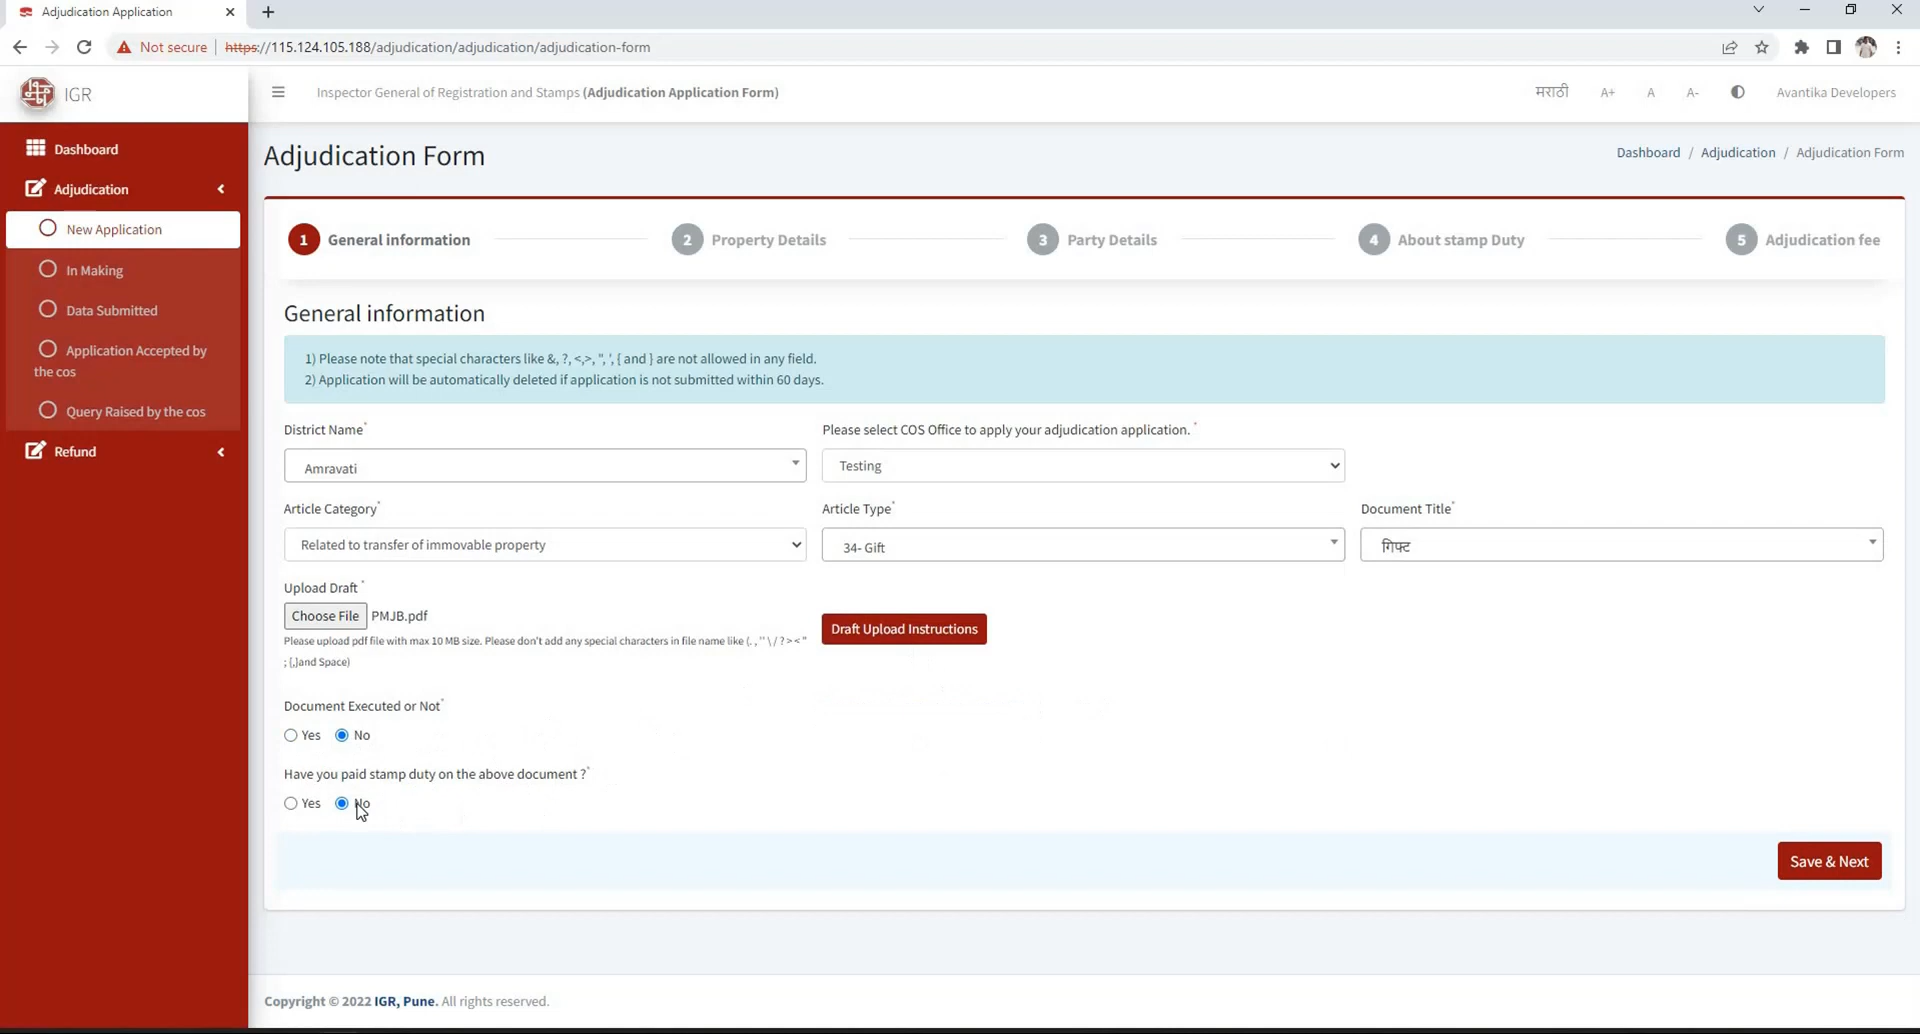 Adjudication Application
Not secure https://115.124.105.188/adjudication/adjudication/adjudication-form
IGR
Inspector General of Registration and Stamps (Adjudication Application Form)
मराठी A+ A A- Avantika Developers
Dashboard
Adjudication
New Application
In Making
Data Submitted
Application Accepted by
the cos
Query Raised by the cos
Refund
Adjudication Form
Dashboard / Adjudication / Adjudication Form
1 General information 2 Property Details 3 Party Details 4 About stamp Duty 5 Adjudication fee
General information
1) Please note that special characters like &, ?, <,>, ", ', { and } are not allowed in any field.
2) Application will be automatically deleted if application is not submitted within 60 days.
District Name* Please select COS Office to apply your adjudication application. *
Amravati Testing
Article Category* Article Type* Document Title*
Related to transfer of immovable property 34- Gift गिफ्ट
Upload Draft *
Choose File PMJB.pdf
Draft Upload Instructions
Please upload pdf file with max 10 MB size. Please don't add any special characters in file name like (. , '' \ / ? > < "
; {,}and Space)
Document Executed or Not*
Yes No
Have you paid stamp duty on the above document ?*
Yes No
Save & Next
Copyright © 2022 IGR, Pune. All rights reserved.